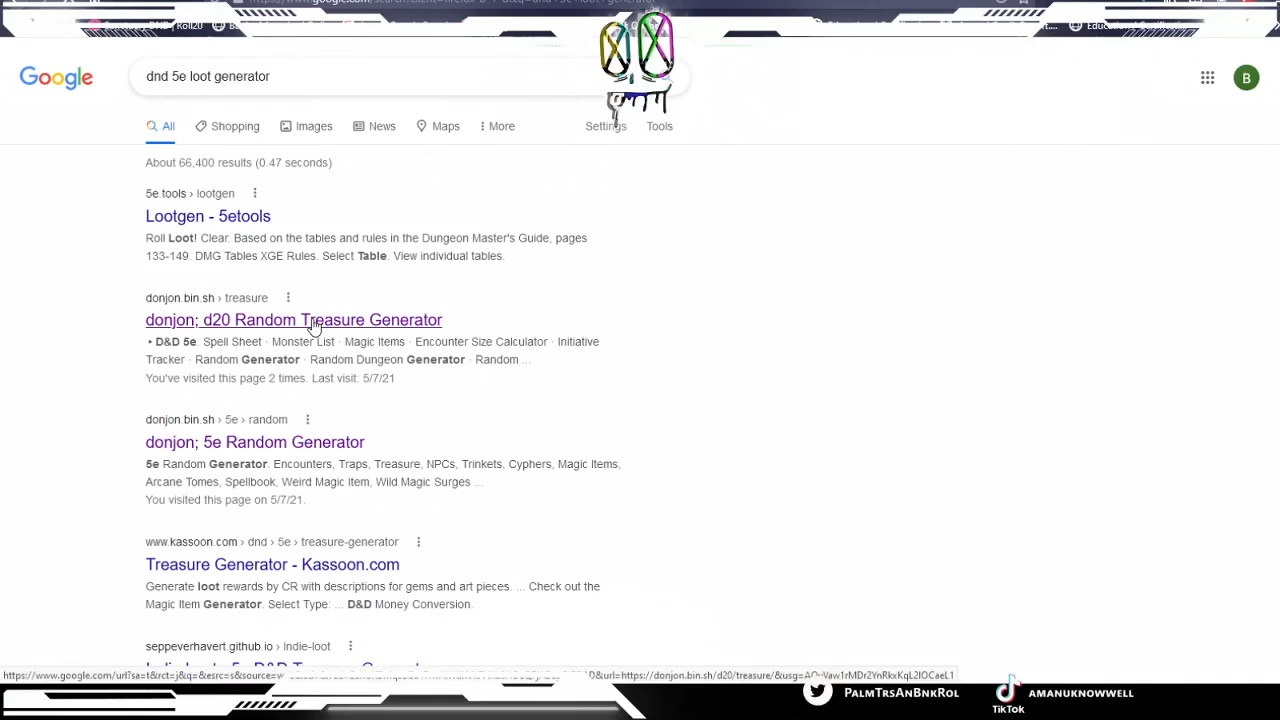 Google
dnd 5e loot generator
B
All Shopping Images News Maps More Settings Tools
About 66,400 results (0.47 seconds)
5e.tools › lootgen
Lootgen - 5etools
Roll Loot! Clear. Based on the tables and rules in the Dungeon Master's Guide, pages
133-149. DMG Tables XGE Rules. Select Table. View individual tables.
donjon.bin.sh › treasure
donjon; d20 Random Treasure Generator
‣ D&D 5e. Spell Sheet · Monster List · Magic Items · Encounter Size Calculator · Initiative
Tracker · Random Generator · Random Dungeon Generator · Random ...
You've visited this page 2 times. Last visit: 5/7/21
donjon.bin.sh › 5e › random
donjon; 5e Random Generator
5e Random Generator. Encounters, Traps, Treasure, NPCs, Trinkets, Cyphers, Magic Items,
Arcane Tomes, Spellbook, Weird Magic Item, Wild Magic Surges ...
You visited this page on 5/7/21.
www.kassoon.com › dnd › 5e › treasure-generator
Treasure Generator - Kassoon.com
Generate loot rewards by CR with descriptions for gems and art pieces. ... Check out the
Magic Item Generator. Select Type: ... D&D Money Conversion.
seppeverhavert.github.io › Indie-loot
PalmTrsAnBnkRol
TikTok
amanuknowwell